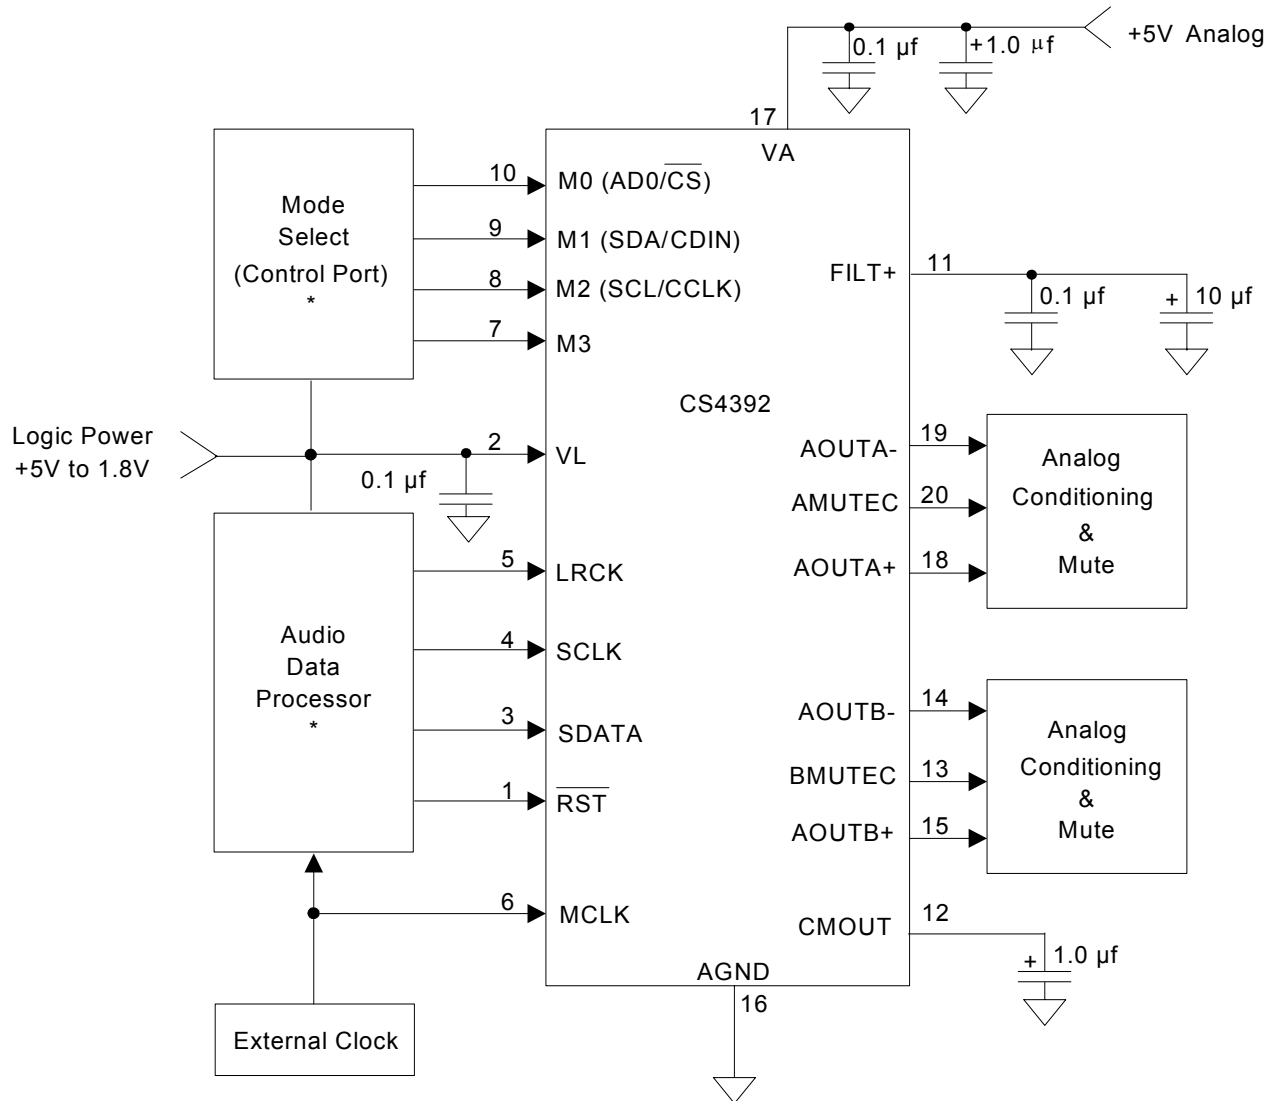 +5V Analog
0.1 µf
+1.0 µf
17
VA
Mode
Select
(Control Port)
*
10
M0 (AD0/CS)
9
M1 (SDA/CDIN)
8
M2 (SCL/CCLK)
7
M3
FILT+
11
0.1 µf
+
10 µf
CS4392
Logic Power
+5V to 1.8V
2
VL
0.1 µf
AOUTA-
19
AMUTEC
20
AOUTA+
18
Analog
Conditioning
&
Mute
Audio
Data
Processor
*
5
LRCK
4
SCLK
3
SDATA
1
RST
AOUTB-
14
BMUTEC
13
AOUTB+
15
Analog
Conditioning
&
Mute
6
MCLK
CMOUT
12
+
1.0 µf
AGND
16
External Clock